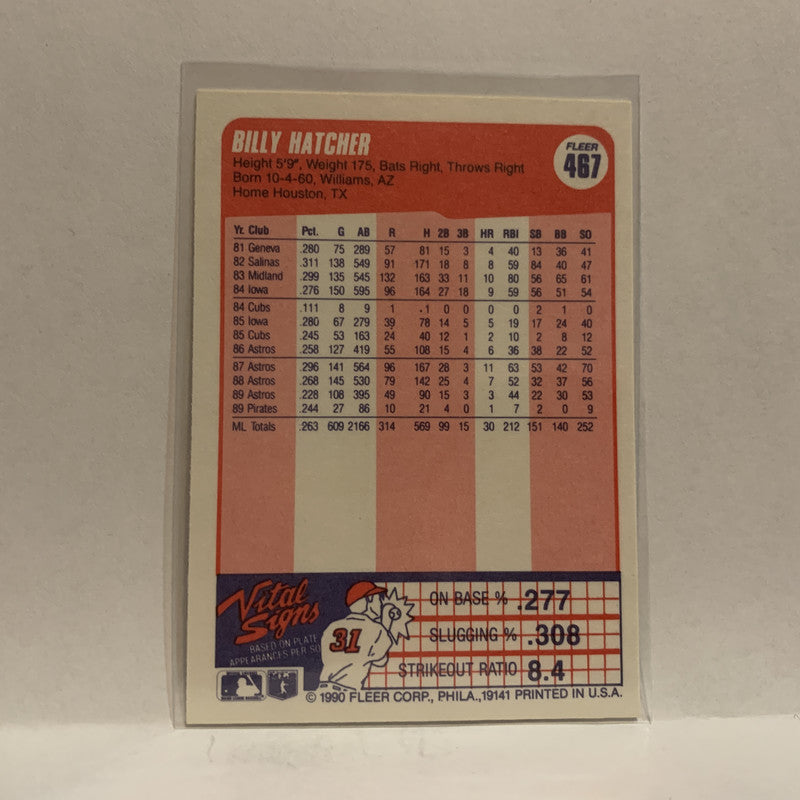 BILLY HATCHER
Height 5'9", Weight 175, Bats Right, Throws Right
Born 10-4-60, Williams, AZ
Home Houston, TX
FLEER
467
Yr. Club Pct. G AB R H 2B 3B HR RBI SB BB SO
81 Geneva .280 75 289 57 81 15 3 4 40 13 36 41
82 Salinas .311 138 549 91 171 18 8 8 59 84 40 47
83 Midland .299 135 545 132 163 33 11 10 80 56 65 61
84 Iowa .276 150 595 96 164 27 18 9 59 56 51 54
84 Cubs .111 8 9 1 1 0 0 0 0 2 1 0
85 Iowa .280 67 279 39 78 14 5 5 19 17 24 40
85 Cubs .245 53 163 24 40 12 1 2 10 2 8 12
86 Astros .258 127 419 55 108 15 4 6 36 38 22 52
87 Astros .296 141 564 96 167 28 3 11 63 53 42 70
88 Astros .268 145 530 79 142 25 4 7 52 32 37 56
89 Astros .228 108 395 49 90 15 3 3 44 22 30 53
89 Pirates .244 27 86 10 21 4 0 1 7 2 0 9
ML Totals .263 609 2166 314 569 99 15 30 212 151 140 252
Vital
Signs
BASED ON PLATE
APPEARANCES PER SO
31
ON BASE % .277
SLUGGING % .308
STRIKEOUT RATIO 8.4
© 1990 FLEER CORP., PHILA., 19141 PRINTED IN U.S.A.